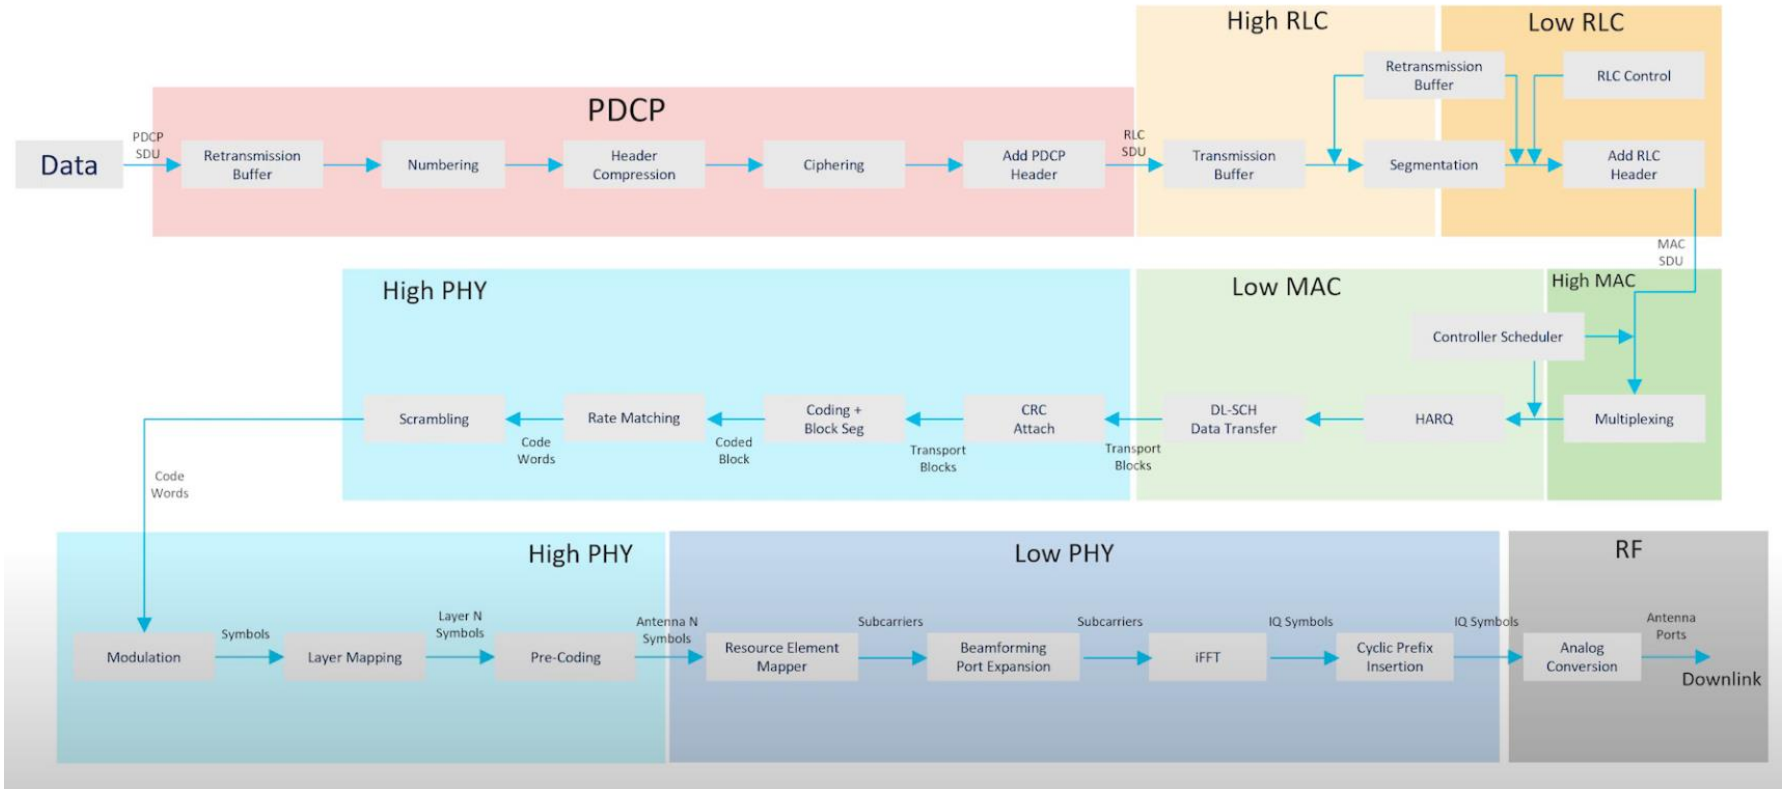 High RLC
Low RLC
Retransmission
Buffer
RLC Control
PDCP
Data
PDCP
SDU
Retransmission
Buffer
Numbering
Header
Compression
Ciphering
Add PDCP
Header
RLC
SDU
Transmission
Buffer
Segmentation
Add RLC
Header
MAC
SDU
High PHY
Low MAC
High MAC
Controller Scheduler
Scrambling
Code
Words
Rate Matching
Coded
Block
Coding +
Block Seg
Transport
Blocks
CRC
Attach
Transport
Blocks
DL-SCH
Data Transfer
HARQ
Multiplexing
Code
Words
High PHY
Low PHY
RF
Modulation
Symbols
Layer Mapping
Layer N
Symbols
Pre-Coding
Antenna N
Symbols
Resource Element
Mapper
Subcarriers
Beamforming
Port Expansion
Subcarriers
iFFT
IQ Symbols
Cyclic Prefix
Insertion
IQ Symbols
Analog
Conversion
Antenna
Ports
Downlink